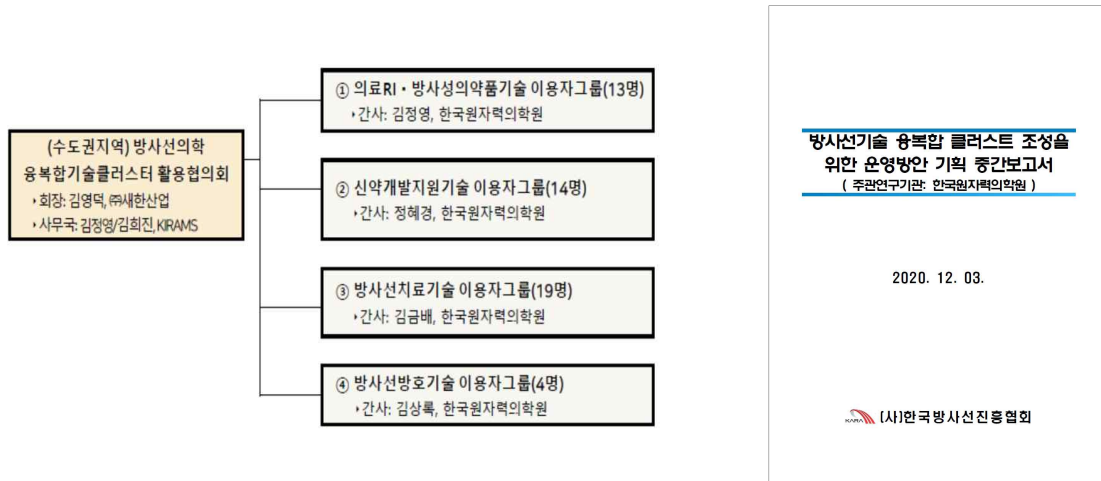 (수도권지역) 방사선의학
융복합기술클러스터 활용협의회
‣회장: 김영덕, ㈜새한산업
‣사무국: 김정영/김희진, KIRAMS
① 의료RI・방사성의약품기술 이용자그룹(13명)
‣간사: 김정영, 한국원자력의학원
② 신약개발지원기술 이용자그룹(14명)
‣간사: 정혜경, 한국원자력의학원
③ 방사선치료기술 이용자그룹(19명)
‣간사: 김금배, 한국원자력의학원
④ 방사선방호기술 이용자그룹(4명)
‣간사: 김상록, 한국원자력의학원
방사선기술 융복합 클러스트 조성을
위한 운영방안 기획 중간보고서
( 주관연구기관: 한국원자력의학원 )
2020. 12. 03.
KARA (사)한국방사선진흥협회